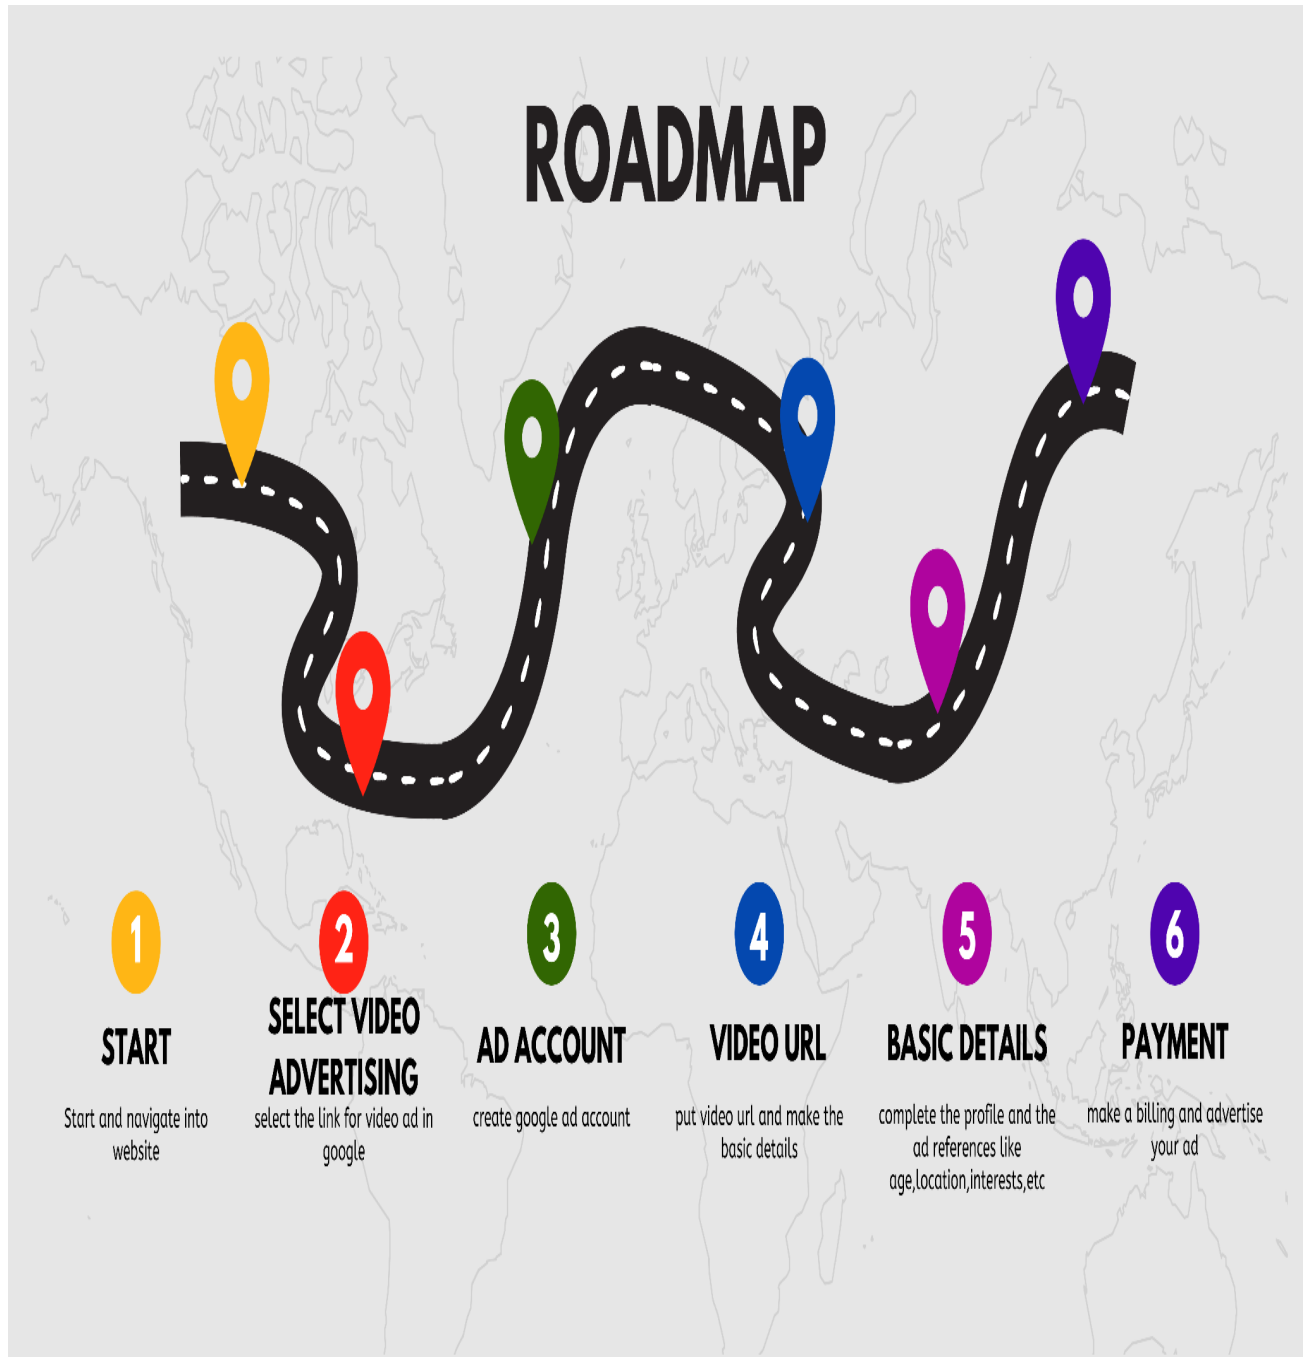 ROADMAP
1
START
Start and navigate into
website
2
SELECT VIDEO
ADVERTISING
select the link for video ad in
google
3
AD ACCOUNT
create google ad account
4
VIDEO URL
put video url and make the
basic details
5
BASIC DETAILS
complete the profile and the
ad references like
age,location,interests,etc
6
PAYMENT
make a billing and advertise
your ad